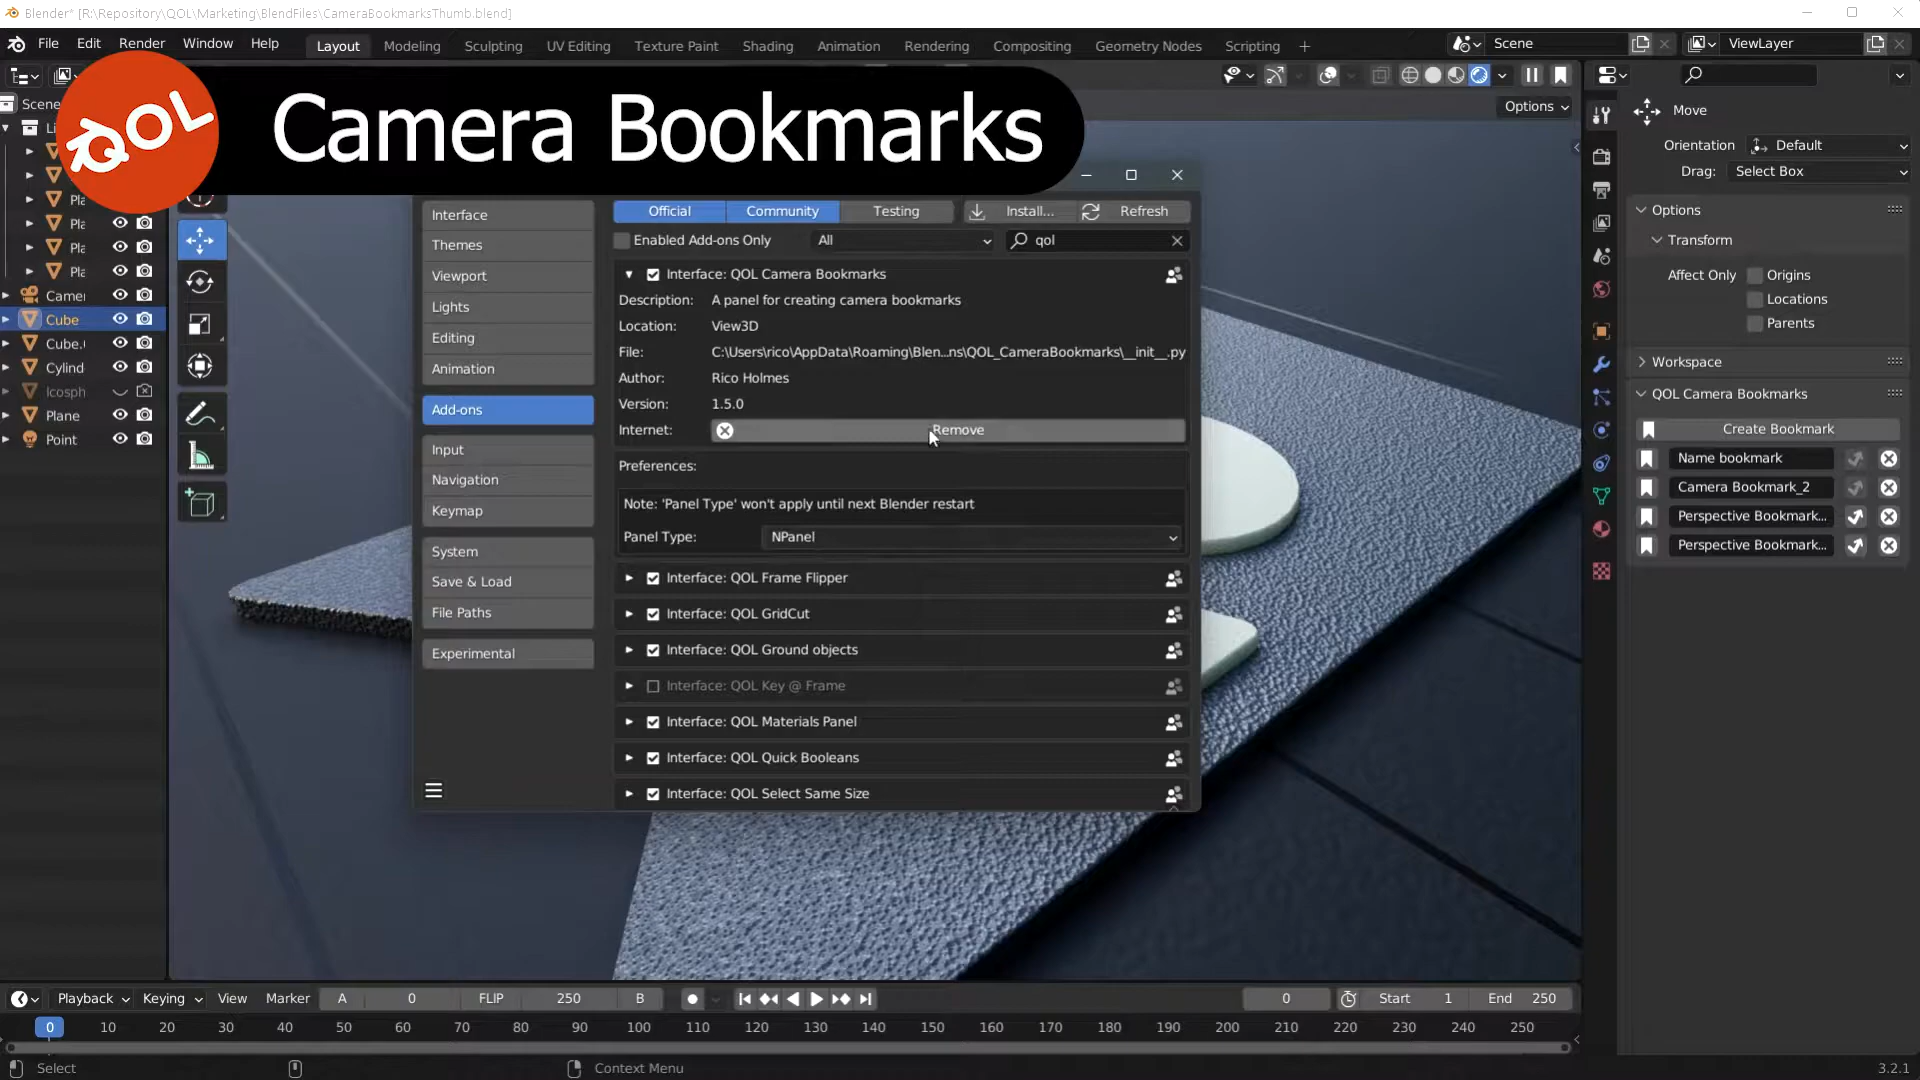 Blender* [R:\Repository\QOL\Marketing\BlendFiles\CameraBookmarksThumb.blend]
File Edit Render Window Help
Layout Modeling Sculpting UV Editing Texture Paint Shading Animation Rendering Compositing Geometry Nodes Scripting +
Scene
ViewLayer
QOL
Camera Bookmarks
Options
Scene
Pla
Pla
Pla
Pla
Camer
Cube
Cube.
Cylind
Icosph
Plane
Point
Interface
Themes
Viewport
Lights
Editing
Animation
Add-ons
Input
Navigation
Keymap
System
Save & Load
File Paths
Experimental
Official Community Testing Install... Refresh
Enabled Add-ons Only All qol
Interface: QOL Camera Bookmarks
Description: A panel for creating camera bookmarks
Location: View3D
File: C:\Users\rico\AppData\Roaming\Blen...ns\QOL_CameraBookmarks\__init__.py
Author: Rico Holmes
Version: 1.5.0
Internet: Remove
Preferences:
Note: 'Panel Type' won't apply until next Blender restart
Panel Type: NPanel
Interface: QOL Frame Flipper
Interface: QOL GridCut
Interface: QOL Ground objects
Interface: QOL Key @ Frame
Interface: QOL Materials Panel
Interface: QOL Quick Booleans
Interface: QOL Select Same Size
Move
Orientation Default
Drag: Select Box
Options
Transform
Affect Only Origins
Locations
Parents
Workspace
QOL Camera Bookmarks
Create Bookmark
Name bookmark
Camera Bookmark_2
Perspective Bookmark...
Perspective Bookmark...
Playback Keying View Marker A 0 FLIP 250 B 0 Start 1 End 250
0 10 20 30 40 50 60 70 80 90 100 110 120 130 140 150 160 170 180 190 200 210 220 230 240 250
Select
Context Menu
3.2.1